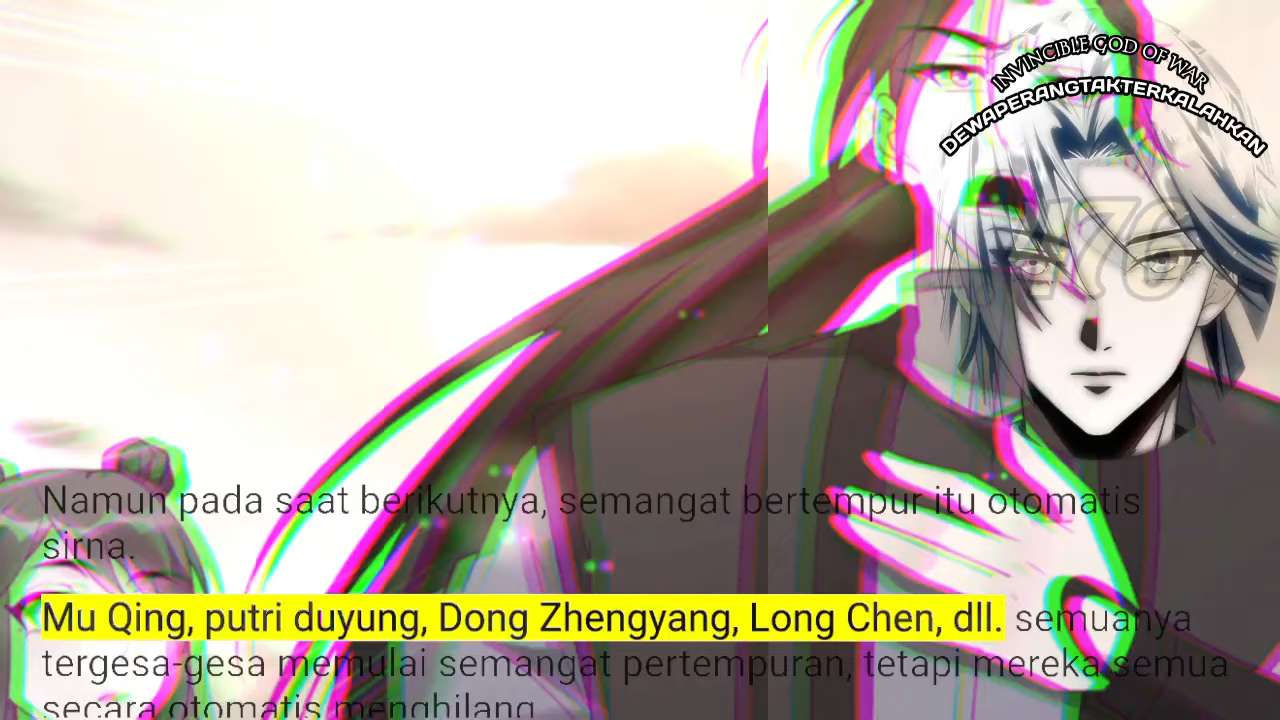 INVINCIBLE GOD OF WAR
DEWAPERANGTAKTERKALAHKAN
Namun pada saat berikutnya, semangat bertempur itu otomatis
sirna.
Mu Qing, putri duyung, Dong Zhengyang, Long Chen, dll. semuanya
tergesa-gesa memulai semangat pertempuran, tetapi mereka semua
secara otomatis menghilang